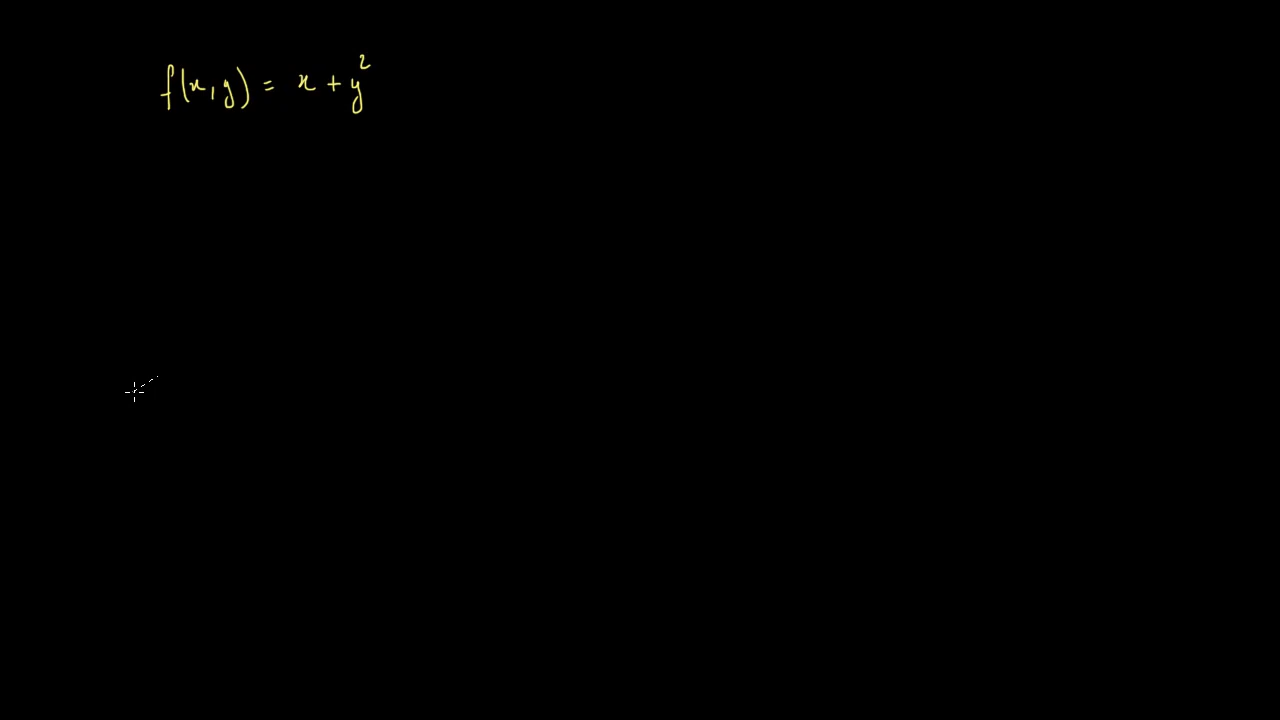 f(x,y) = x + y²